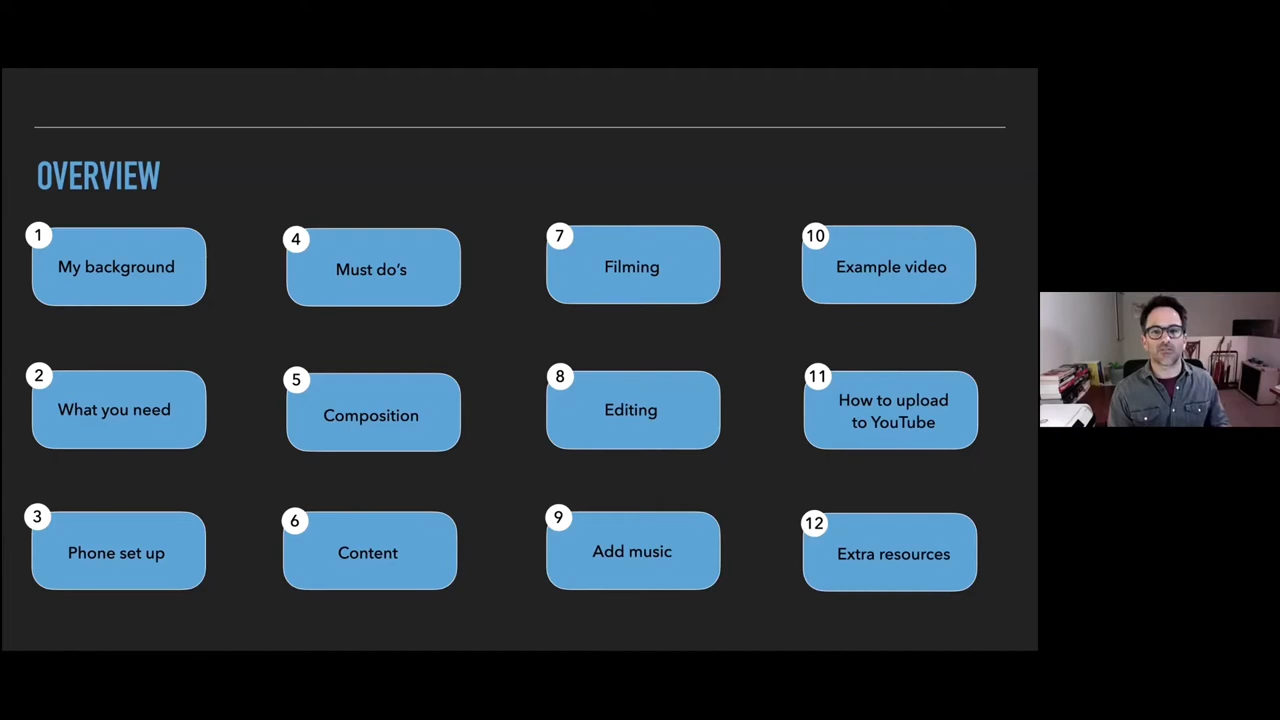 OVERVIEW
1
My background
2
What you need
3
Phone set up
4
Must do’s
5
Composition
6
Content
7
Filming
8
Editing
9
Add music
10
Example video
11
How to upload
to YouTube
12
Extra resources